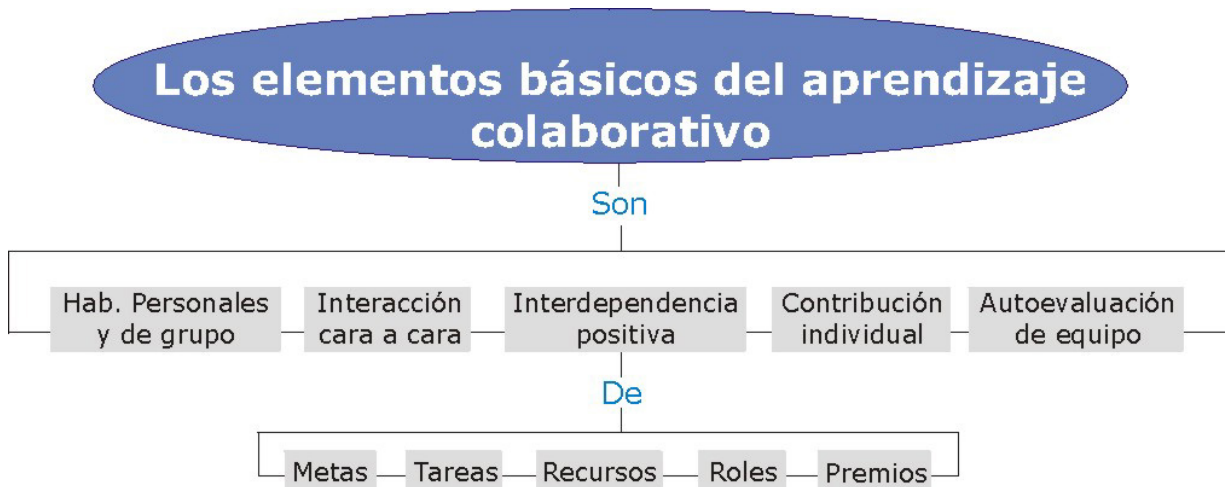 Los elementos básicos del aprendizaje
colaborativo
Son
Hab. Personales
y de grupo
Interacción
cara a cara
Interdependencia
positiva
Contribución
individual
Autoevaluación
de equipo
De
Metas
Tareas
Recursos
Roles
Premios